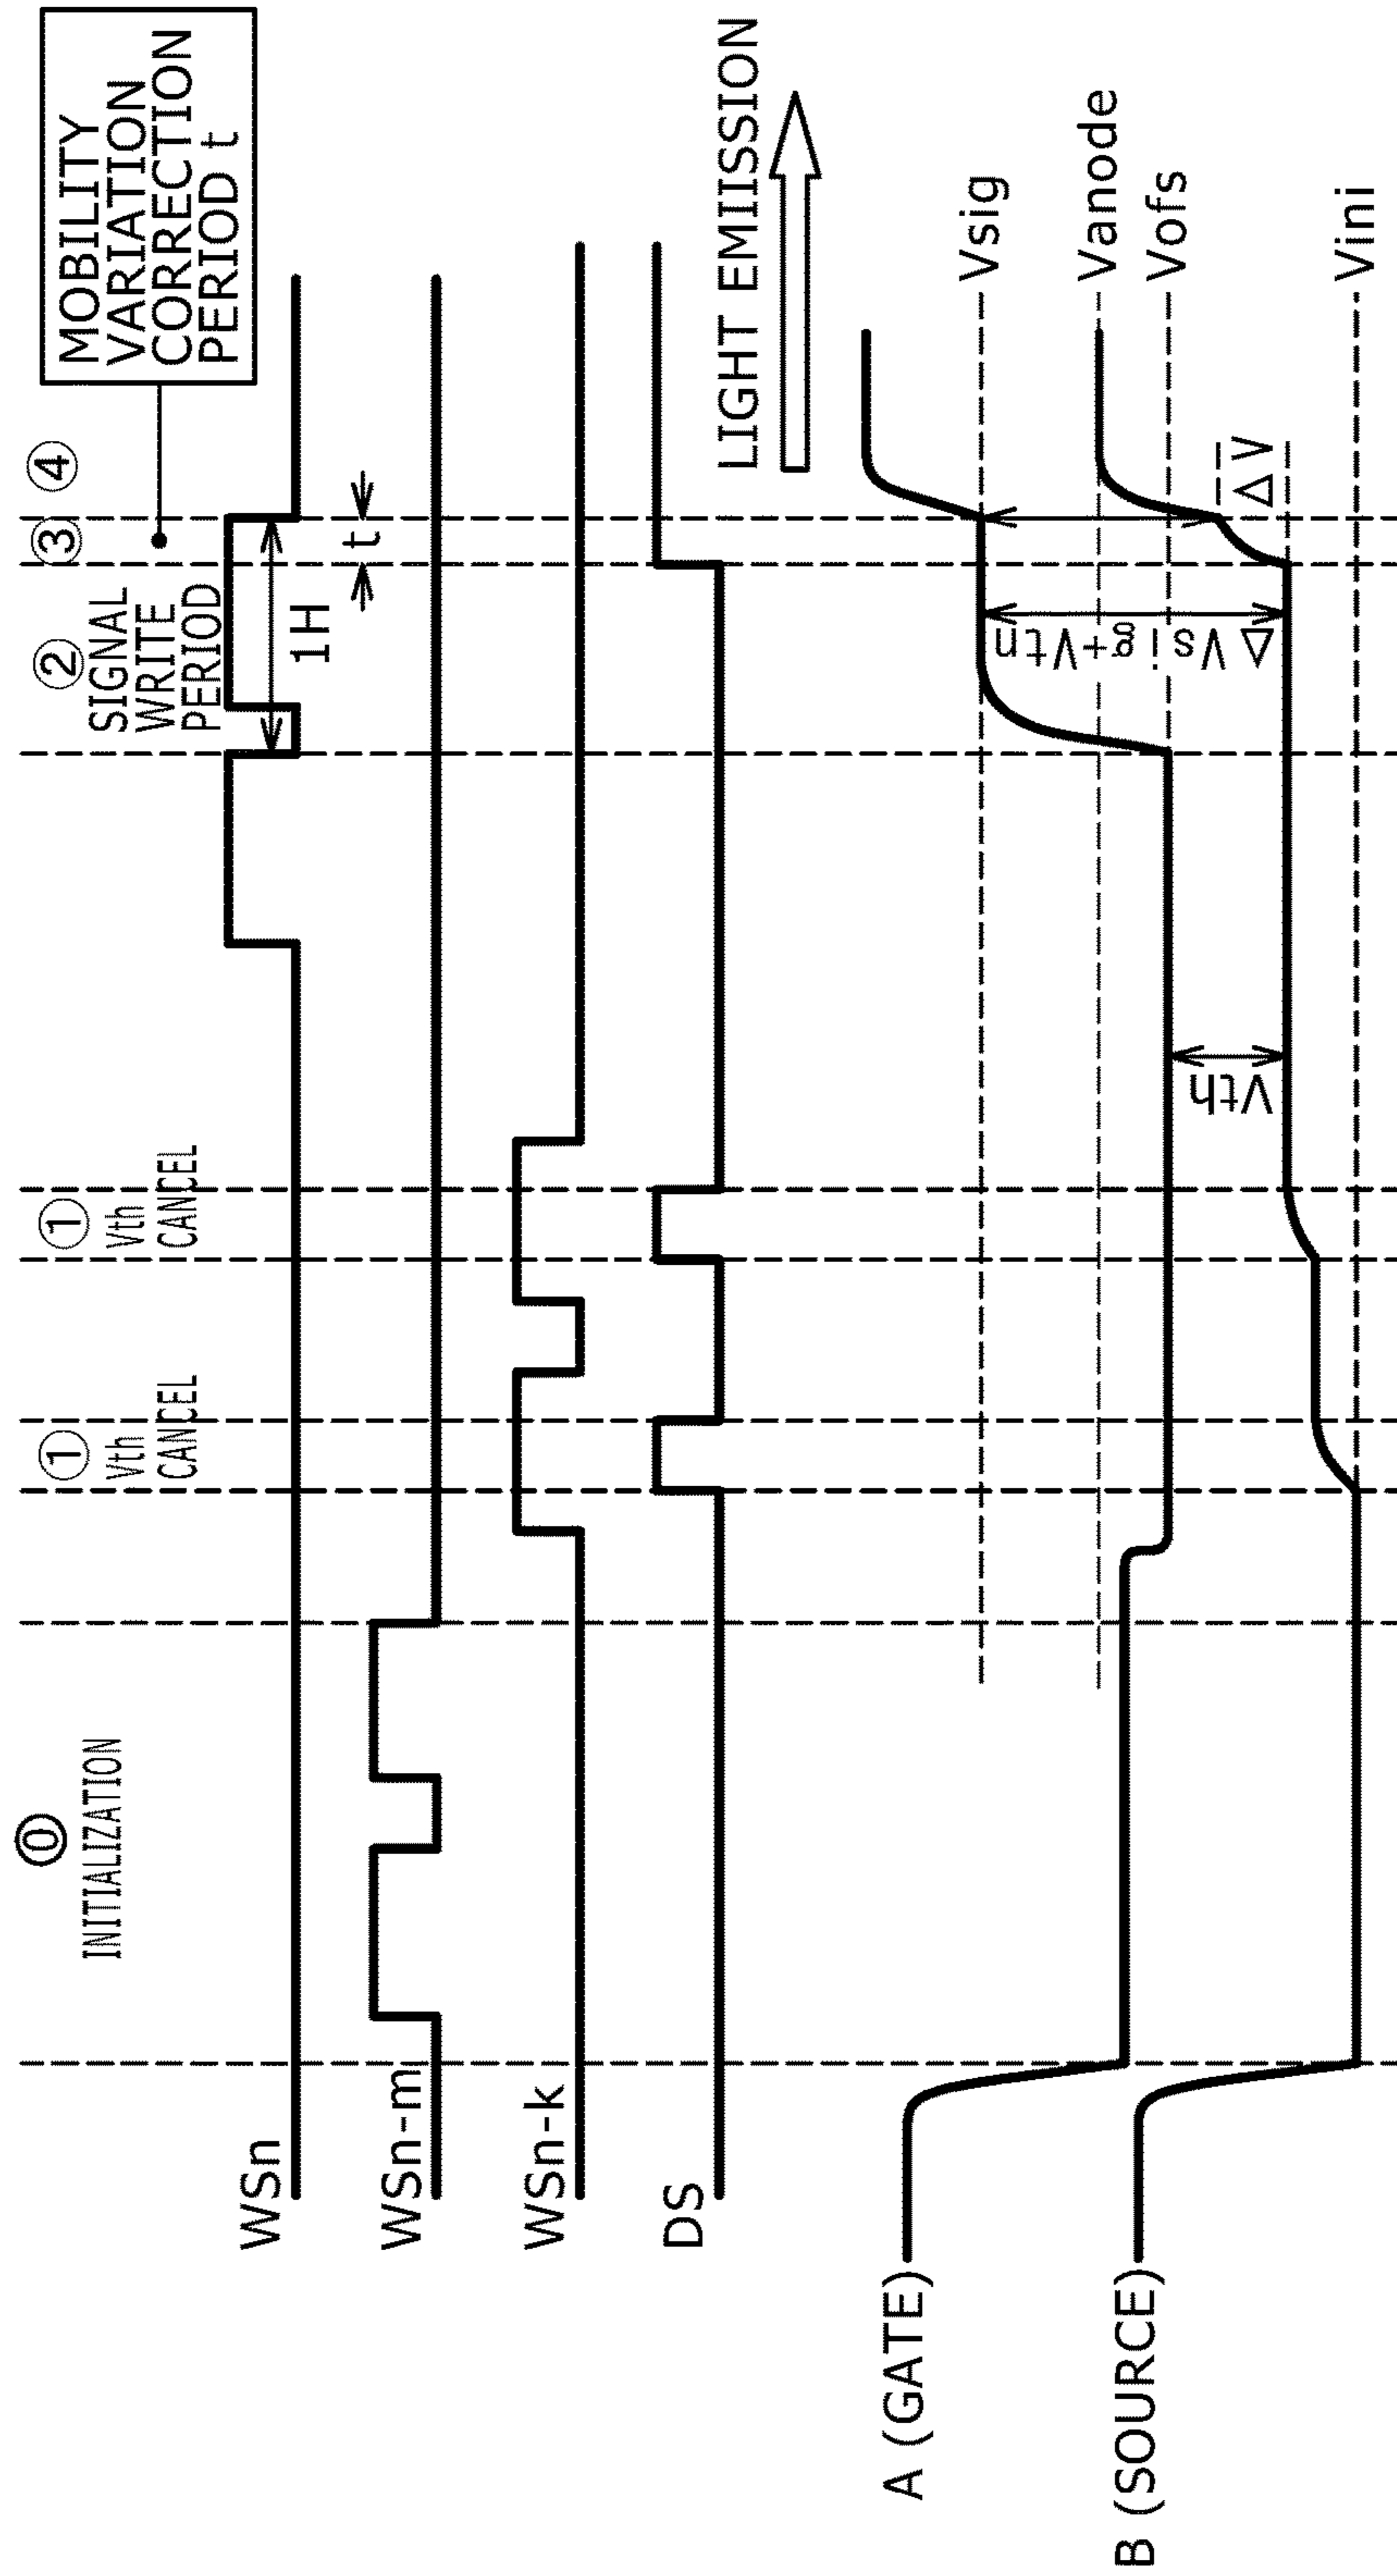 ⓪
INITIALIZATION
①
Vth
CANCEL
①
Vth
CANCEL
②
SIGNAL
WRITE
PERIOD
③
④
MOBILITY
VARIATION
CORRECTION
PERIOD t
WSn
1H
t
WSn-m
WSn-k
DS
LIGHT EMISSION
A (GATE)
Vsig
Vanode
Vofs
ΔVsig+Vth
Vth
ΔV
B (SOURCE)
Vini